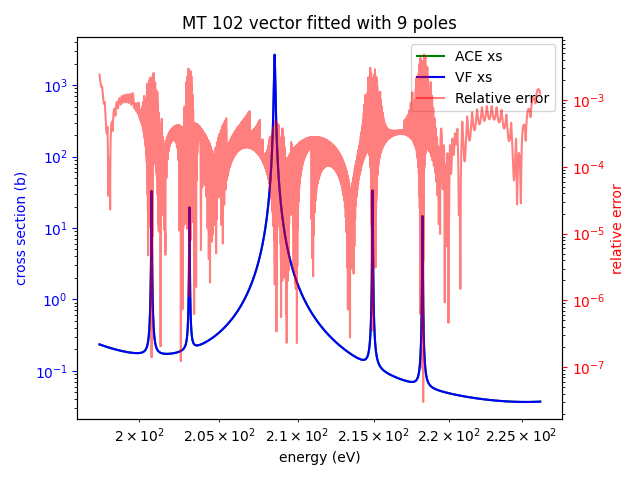 MT 102 vector fitted with 9 poles
ACE xs
VF xs
Relative error
cross section (b)
10³
10²
10¹
10⁰
10⁻¹
10⁻³
10⁻⁴
10⁻⁵
10⁻⁶
10⁻⁷
relative error
2 × 10² 2.05 × 10² 2.1 × 10² 2.15 × 10² 2.2 × 10² 2.25 × 10²
energy (eV)